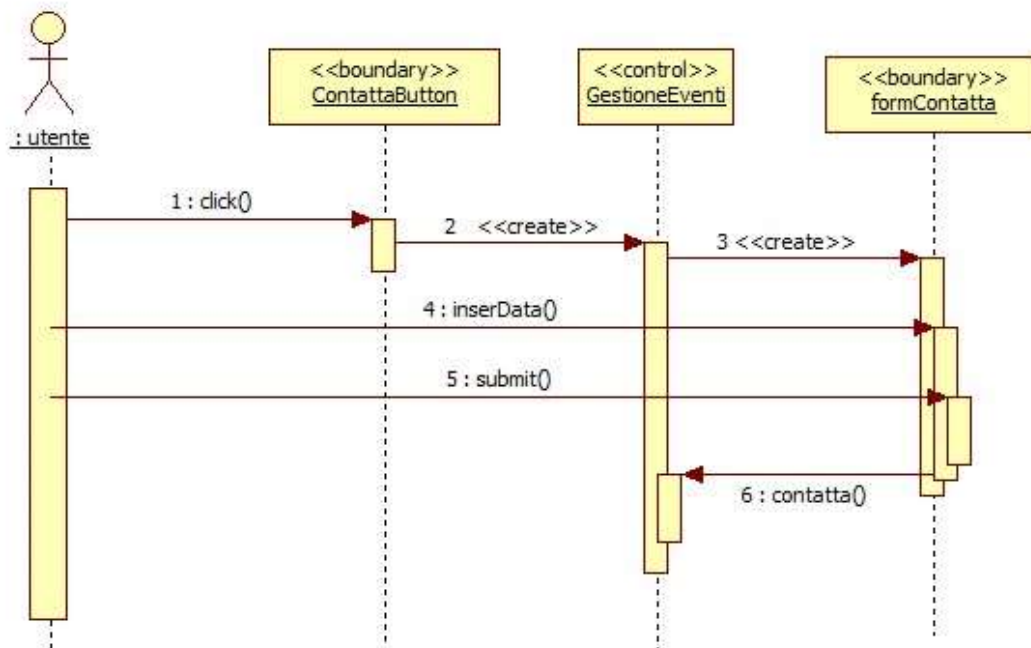 <<boundary>>
ContattaButton
<<control>>
GestioneEventi
<<boundary>>
formContatta
: utente
1 : click()
2 <<create>>
3 <<create>>
4 : inserData()
5 : submit()
6 : contatta()